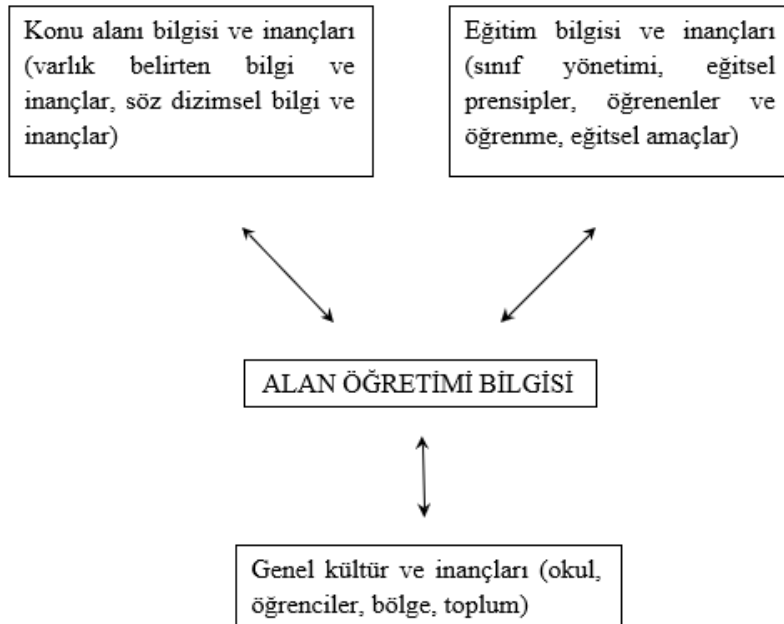 Konu alanı bilgisi ve inançları
(varlık belirten bilgi ve
inançlar, söz dizimsel bilgi ve
inançlar)
Eğitim bilgisi ve inançları
(sınıf yönetimi, eğitsel
prensipler, öğrenenler ve
öğrenme, eğitsel amaçlar)
ALAN ÖĞRETİMİ BİLGİSİ
Genel kültür ve inançları (okul,
öğrenciler, bölge, toplum)